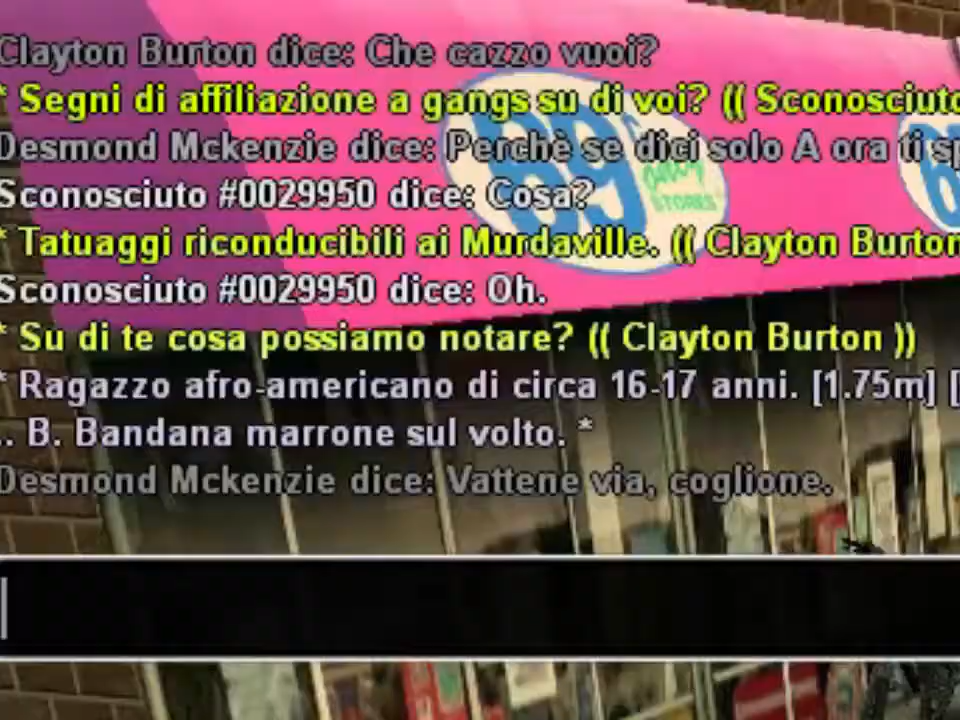 Clayton Burton dice: Che cazzo vuoi?
* Segni di affiliazione a gangs su di voi? (( Sconosciuto
Desmond Mckenzie dice: Perchè se dici solo A ora ti sp
Sconosciuto #0029950 dice: Cosa?
* Tatuaggi riconducibili ai Murdaville. (( Clayton Burton
Sconosciuto #0029950 dice: Oh.
* Su di te cosa possiamo notare? (( Clayton Burton ))
* Ragazzo afro-americano di circa 16-17 anni. [1.75m] [
.. B. Bandana marrone sul volto. *
Desmond Mckenzie dice: Vattene via, coglione.
69
STORES